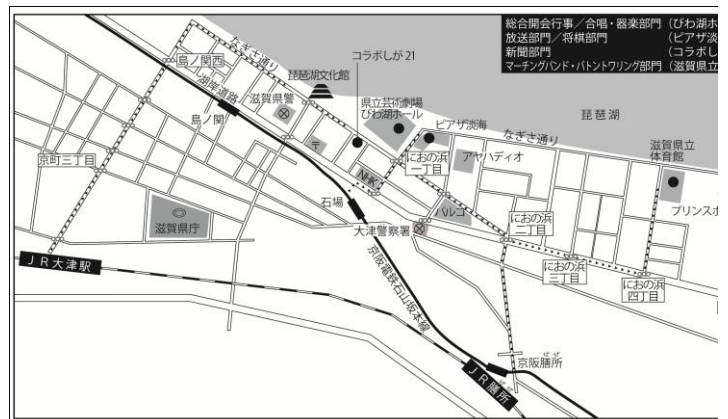 総合開会行事／合唱・器楽部門（びわ湖ホ
放送部門／将棋部門（ピアザ淡
新聞部門（コラボし
マーチングバンド・バトントワリング部門（滋賀県立
なぎさ通り
コラボしが21
島ノ関西
琵琶湖文化館
湖岸道路
滋賀県警
県立芸術劇場
びわ湖ホール
琵琶湖
島ノ関
ピアザ淡海
なぎさ通り
滋賀県立
体育館
京町三丁目
〒
におの浜
一丁目
アヤハディオ
NHK
プリンスホ
石場
パルコ
滋賀県庁
大津警察署
におの浜
二丁目
JR大津駅
におの浜
三丁目
におの浜
四丁目
京阪電鉄石山坂本線
ぜぜ
京阪膳所
ぜぜ
JR膳所